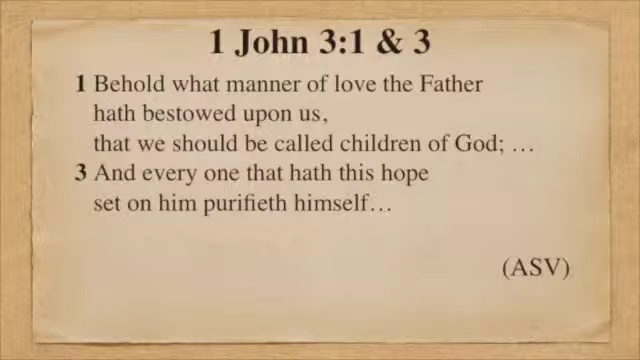 1 John 3:1 & 3
1 Behold what manner of love the Father
hath bestowed upon us,
that we should be called children of God; …
3 And every one that hath this hope
set on him purifieth himself…
(ASV)